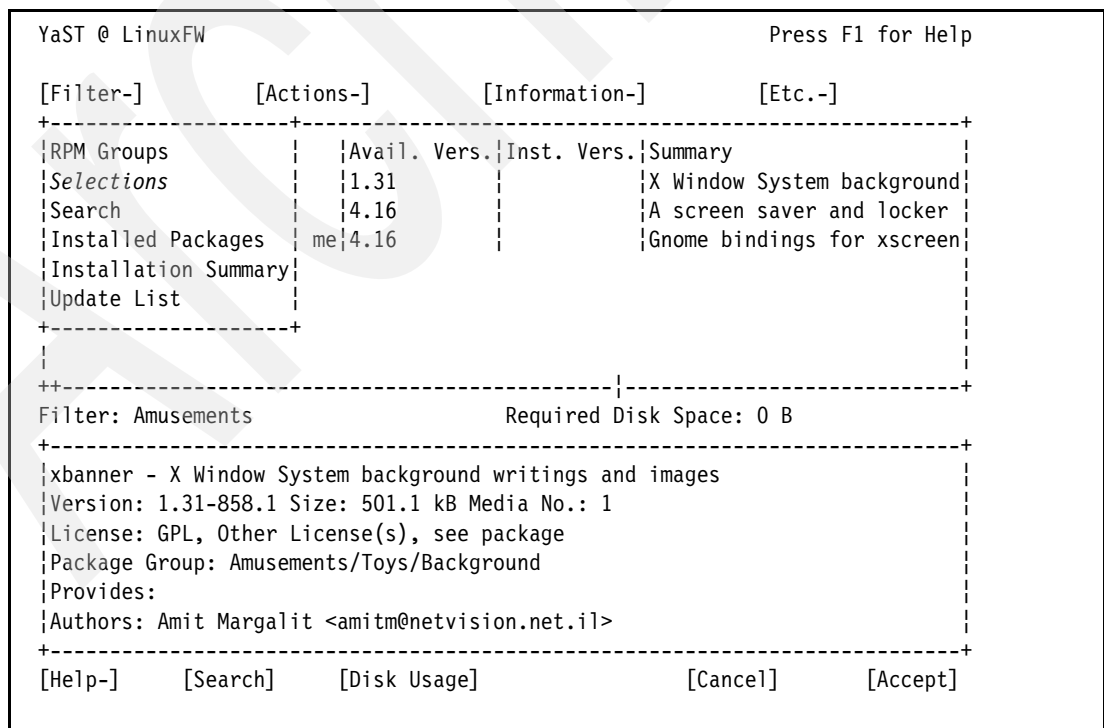 YaST @ LinuxFW                                               Press F1 for Help
[Filter-]         [Actions-]         [Information-]         [Etc.-]
+--------------------+-------------------------------------------------------+
¦RPM Groups          ¦   ¦Avail. Vers.¦Inst. Vers.¦Summary                   ¦
¦Selections          ¦   ¦1.31        ¦           ¦X Window System background¦
¦Search              ¦   ¦4.16        ¦           ¦A screen saver and locker ¦
¦Installed Packages  ¦ me¦4.16        ¦           ¦Gnome bindings for xscreen¦
¦Installation Summary¦                                                       ¦
¦Update List         ¦                                                       ¦
+--------------------+                                                       ¦
¦                                                                            ¦
++----------------------------------------------¦----------------------------+
Filter: Amusements                     Required Disk Space: 0 B
+----------------------------------------------------------------------------+
¦xbanner - X Window System background writings and images                    ¦
¦Version: 1.31-858.1 Size: 501.1 kB Media No.: 1                             ¦
¦License: GPL, Other License(s), see package                                 ¦
¦Package Group: Amusements/Toys/Background                                   ¦
¦Provides:                                                                   ¦
¦Authors: Amit Margalit <amitm@netvision.net.il>                             ¦
+----------------------------------------------------------------------------+
[Help-]     [Search]     [Disk Usage]                 [Cancel]       [Accept]